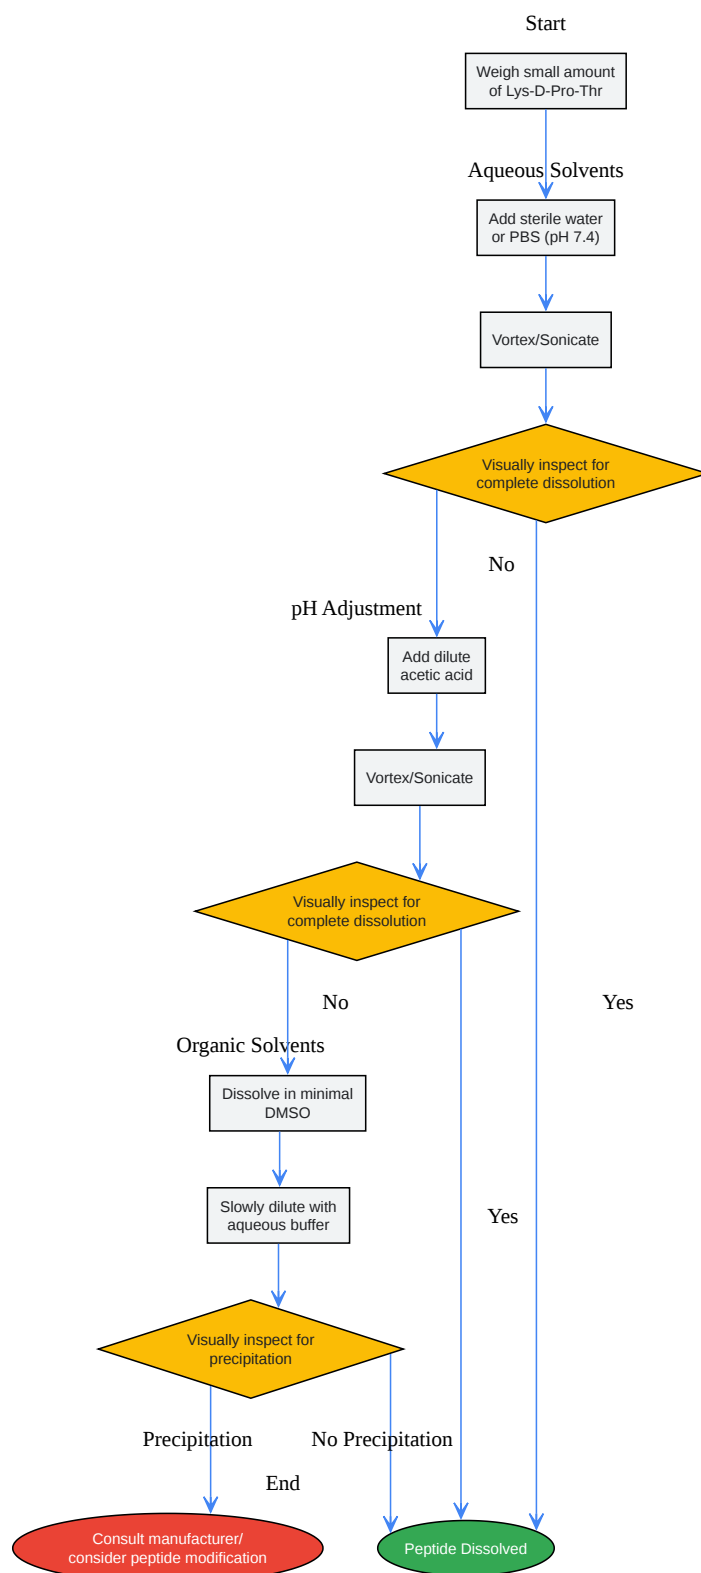 Start
Weigh small amount
of Lys-D-Pro-Thr
Aqueous Solvents
Add sterile water
or PBS (pH 7.4)
Vortex/Sonicate
Visually inspect for
complete dissolution
No
pH Adjustment
Add dilute
acetic acid
Vortex/Sonicate
Visually inspect for
complete dissolution
No
Yes
Organic Solvents
Dissolve in minimal
DMSO
Slowly dilute with
aqueous buffer
Yes
Visually inspect for
precipitation
Precipitation
No Precipitation
End
Consult manufacturer/
consider peptide modification
Peptide Dissolved